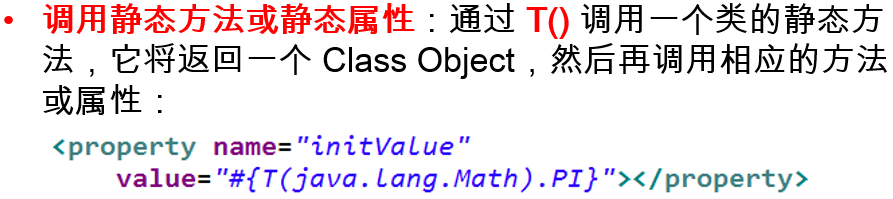 • 调用静态方法或静态属性：通过 T() 调用一个类的静态方
法，它将返回一个 Class Object，然后再调用相应的方法
或属性：
<property name="initValue"
value="#{T(java.lang.Math).PI}"></property>